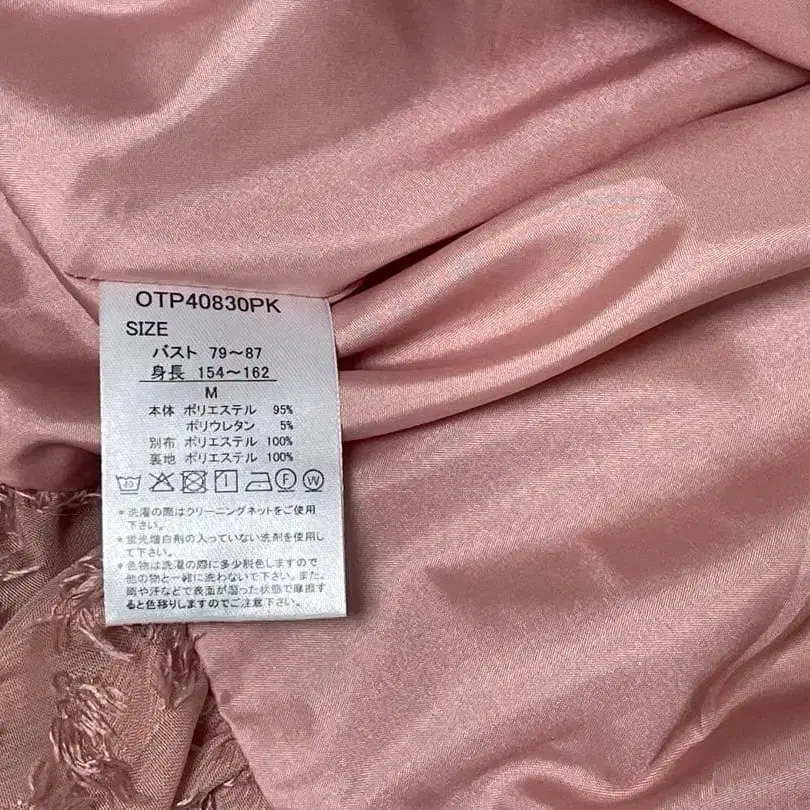 OTP40830PK
SIZE
バスト 79～87
身長 154～162
M
本体 ポリエステル 95%
ポリウレタン 5%
別布 ポリエステル 100%
裏地 ポリエステル 100%
40 F W
•洗濯の際はクリーニングネットをご使用
下さい。
•蛍光増白剤の入っていない洗剤を使用し
て下さい。
•色物は洗濯の際に多少脱色しますので
他の物と一緒に洗わないで下さい。また、
雨や汗などで表面が湿った状態で摩擦す
ると色移りしますのでご注意下さい。